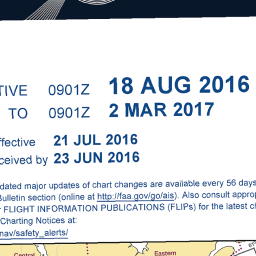 TIVE 0901Z 18 AUG 2016
TO 0901Z 2 MAR 2017
ffective 21 JUL 2016
ceived by 23 JUN 2016
dated major updates of chart changes are available every 56 days
Bulletin section (online at http://faa.gov/go/ais). Also consult approp
FLIGHT INFORMATION PUBLICATIONS (FLIPs) for the latest c
Charting Notices at:
nav/safety_alerts/
Central Eastern